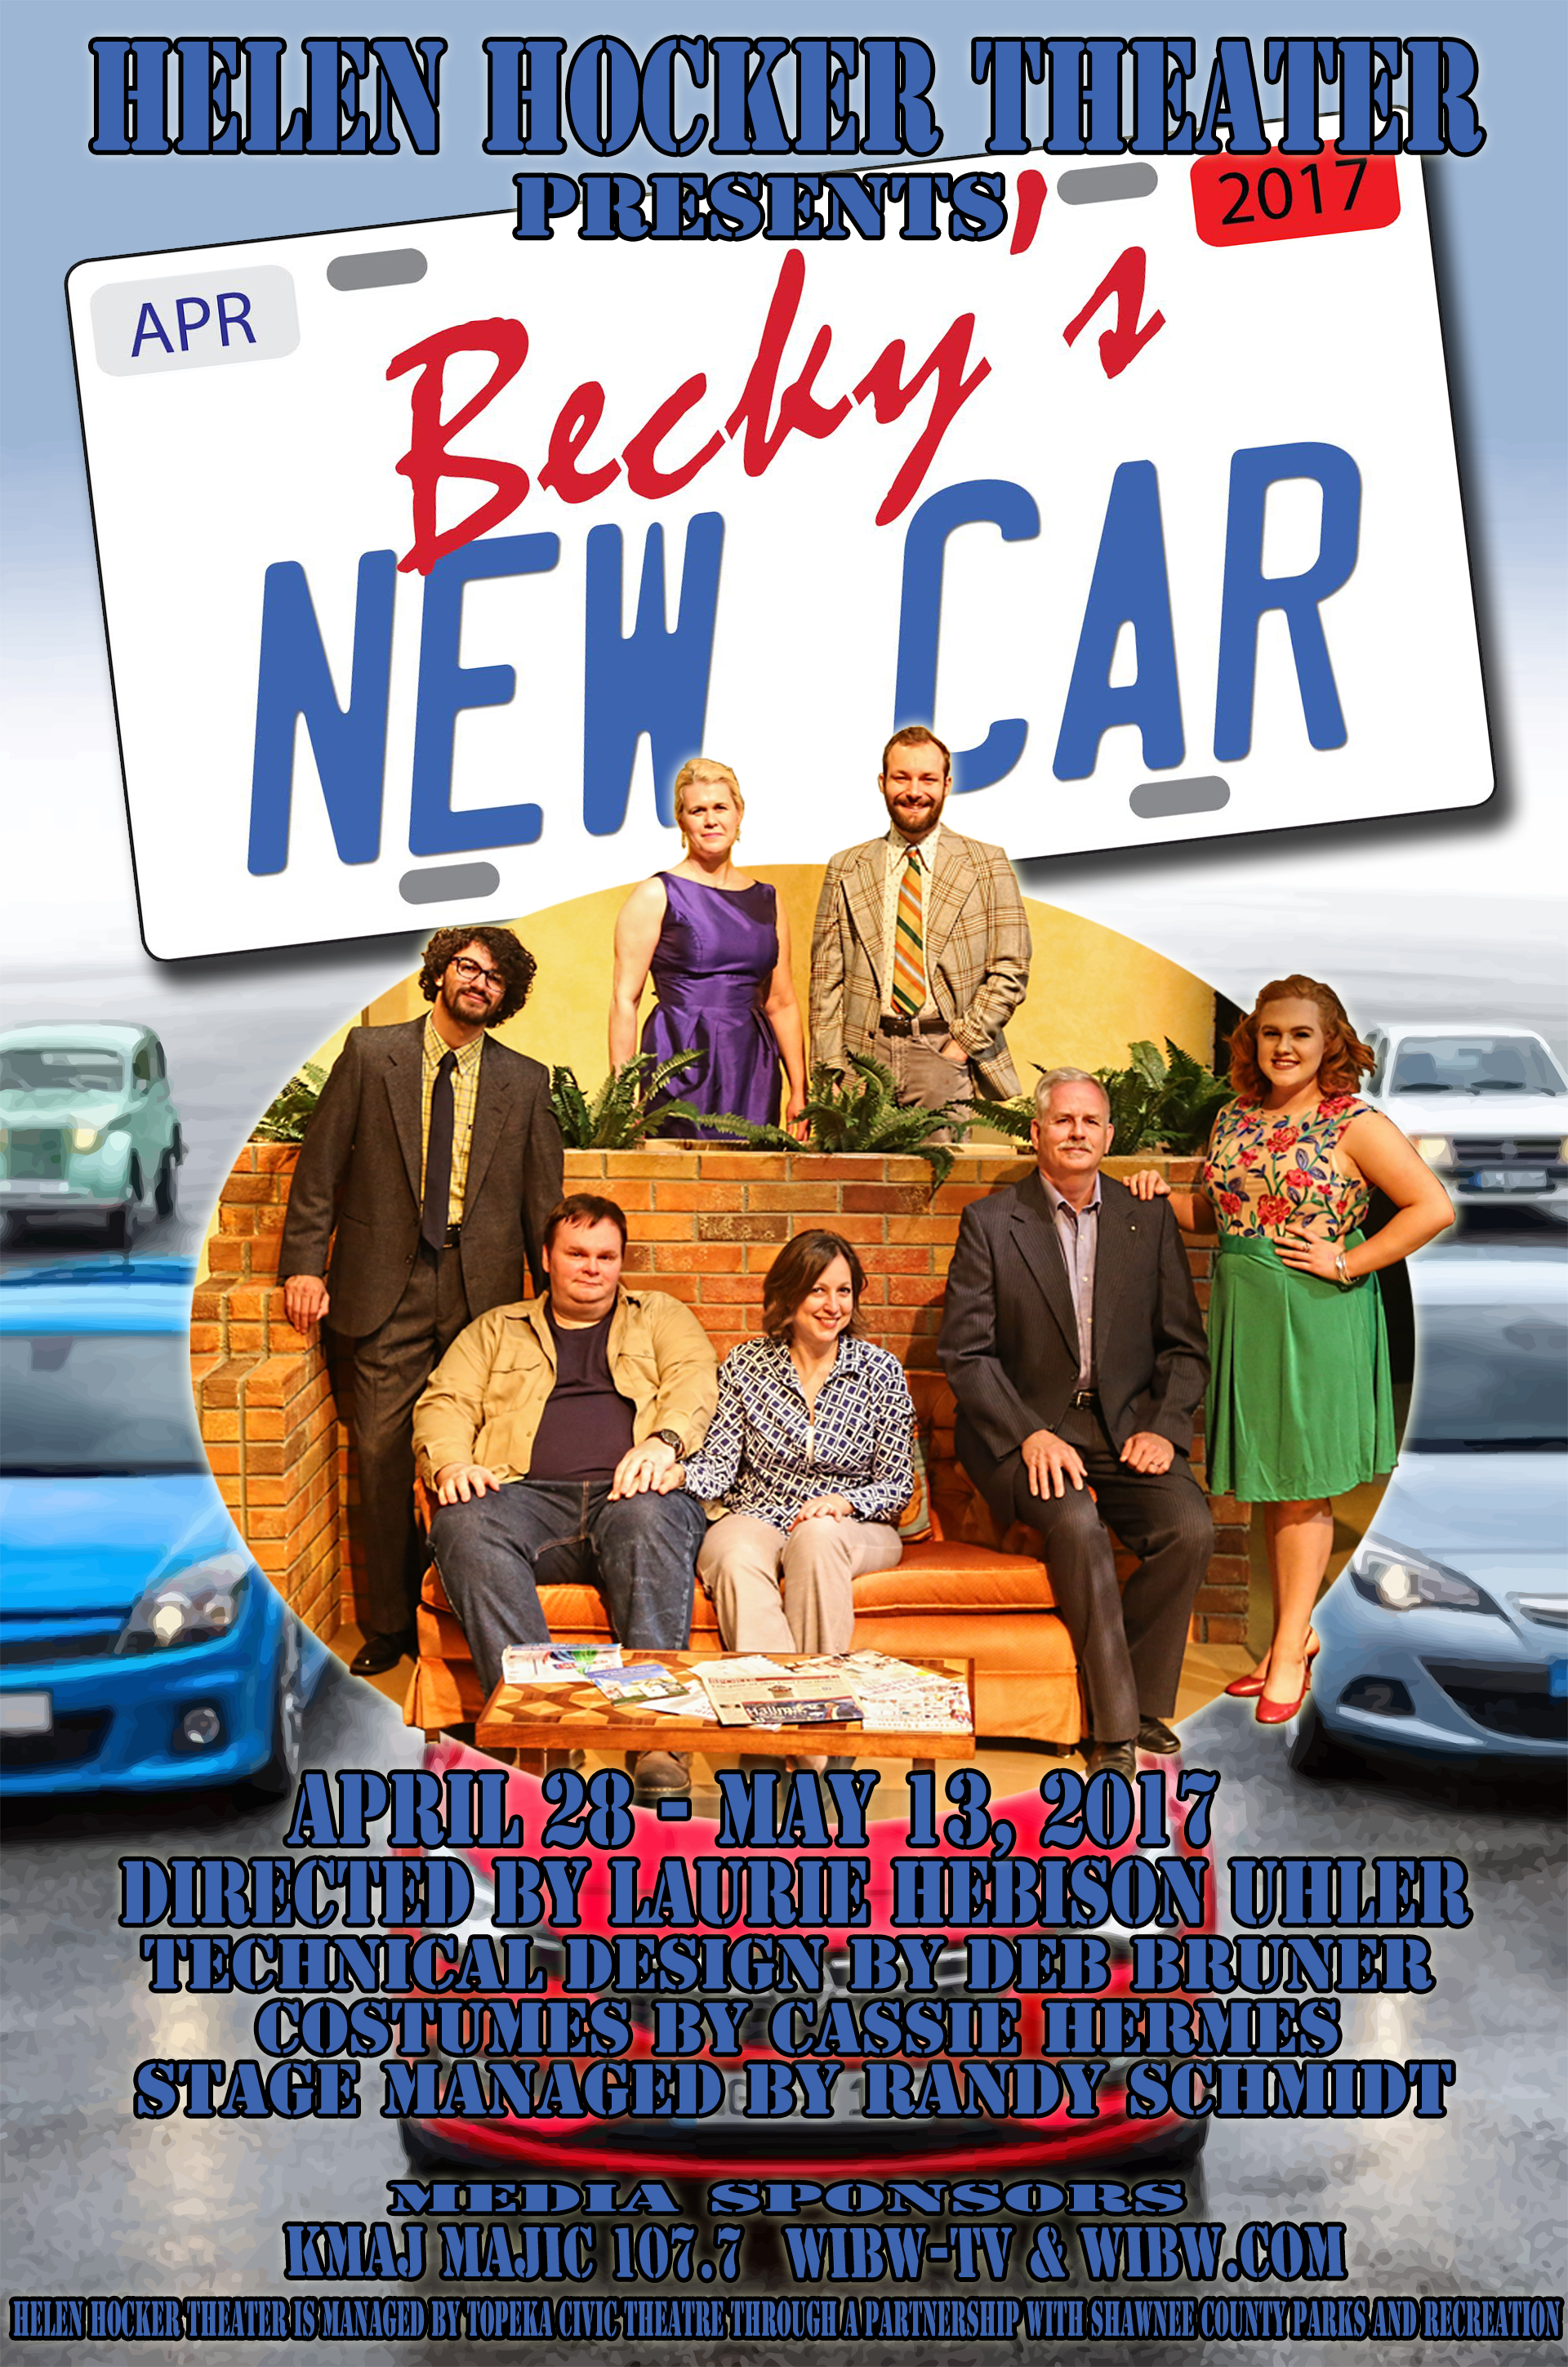 HELEN HOCKER THEATER
PRESENTS
APR
2017
Becky's
NEW CAR
APRIL 28 - MAY 13, 2017
DIRECTED BY LAURIE HEBISON UHLER
TECHNICAL DESIGN BY DEB BRUNER
COSTUMES BY CASSIE HERMES
STAGE MANAGED BY RANDY SCHMIDT
MEDIA SPONSORS
KMAJ MAJIC 107.7 WIBW-TV & WIBW.COM
HELEN HOCKER THEATER IS MANAGED BY TOPEKA CIVIC THEATRE THROUGH A PARTNERSHIP WITH SHAWNEE COUNTY PARKS AND RECREATION